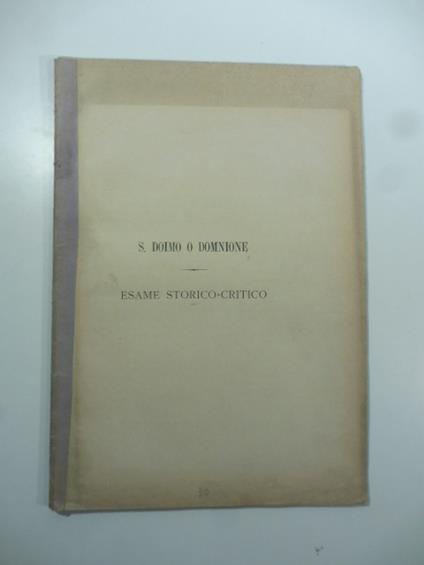 S. DOIMO O DOMNIONE
ESAME STORICO-CRITICO